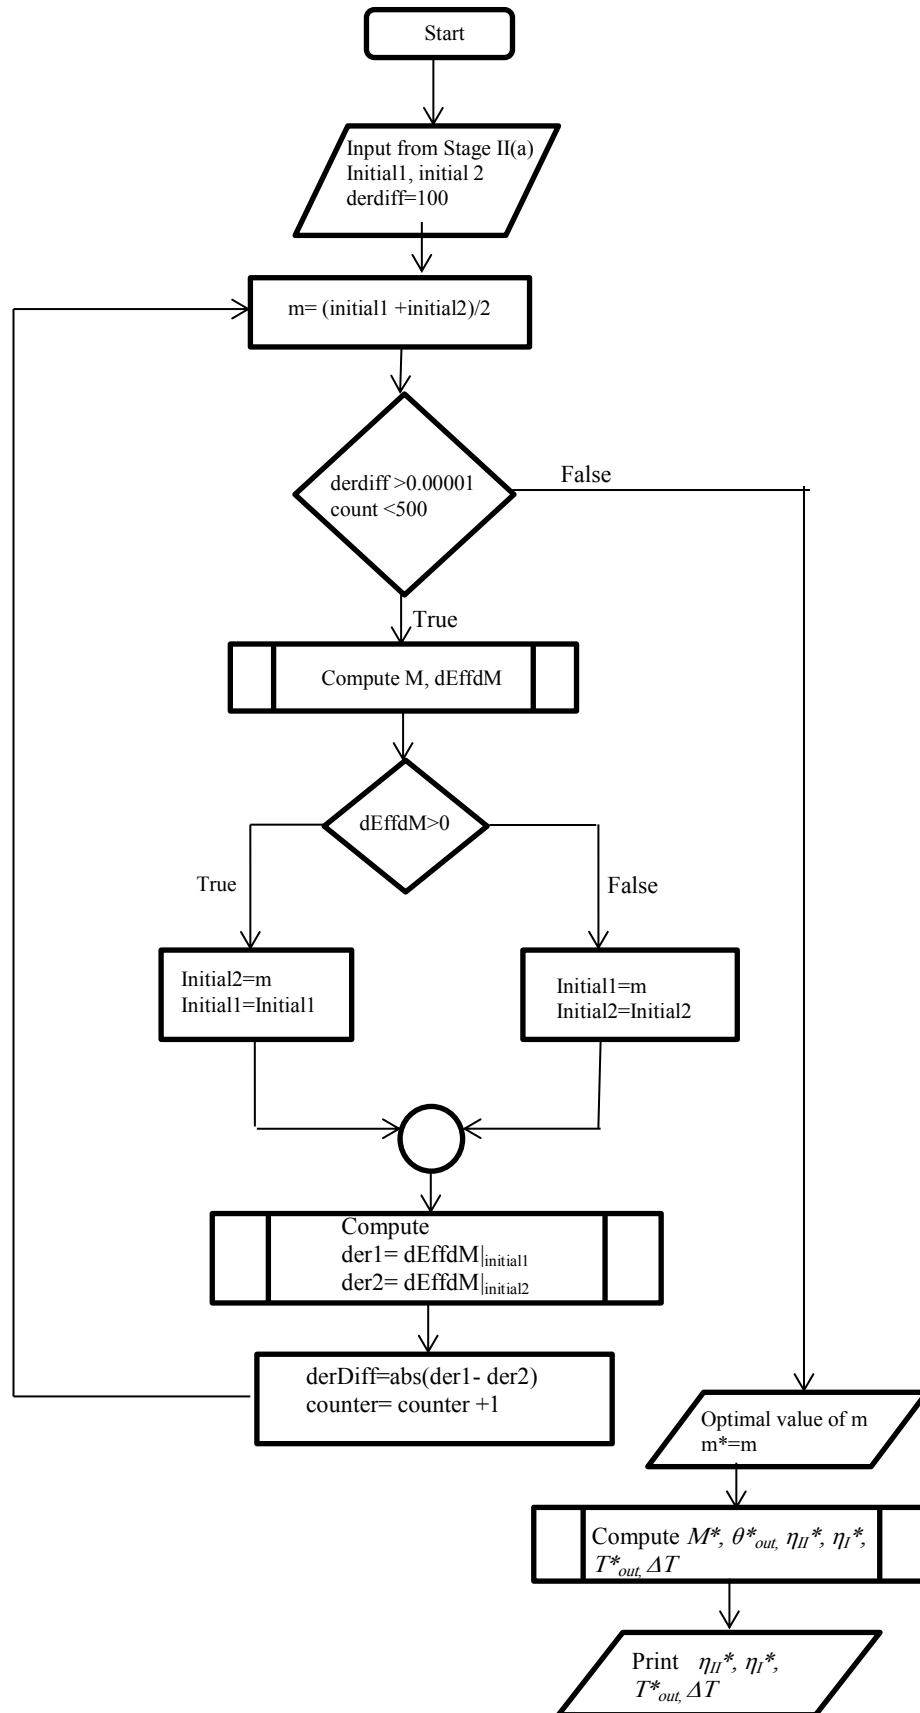 Start
Input from Stage II(a)
Initial1, initial 2
derdiff=100
m= (initial1 +initial2)/2
derdiff >0.00001
count <500
False
True
Compute M, dEffdM
dEffdM>0
True
False
Initial2=m
Initial1=Initial1
Initial1=m
Initial2=Initial2
Compute
der1= dEffdM|initial1
der2= dEffdM|initial2
derDiff=abs(der1- der2)
counter= counter +1
Optimal value of m
m*=m
Compute M*, θ*out, ηII*, ηI*,
T*out, ΔT
Print ηII*, ηI*,
T*out, ΔT